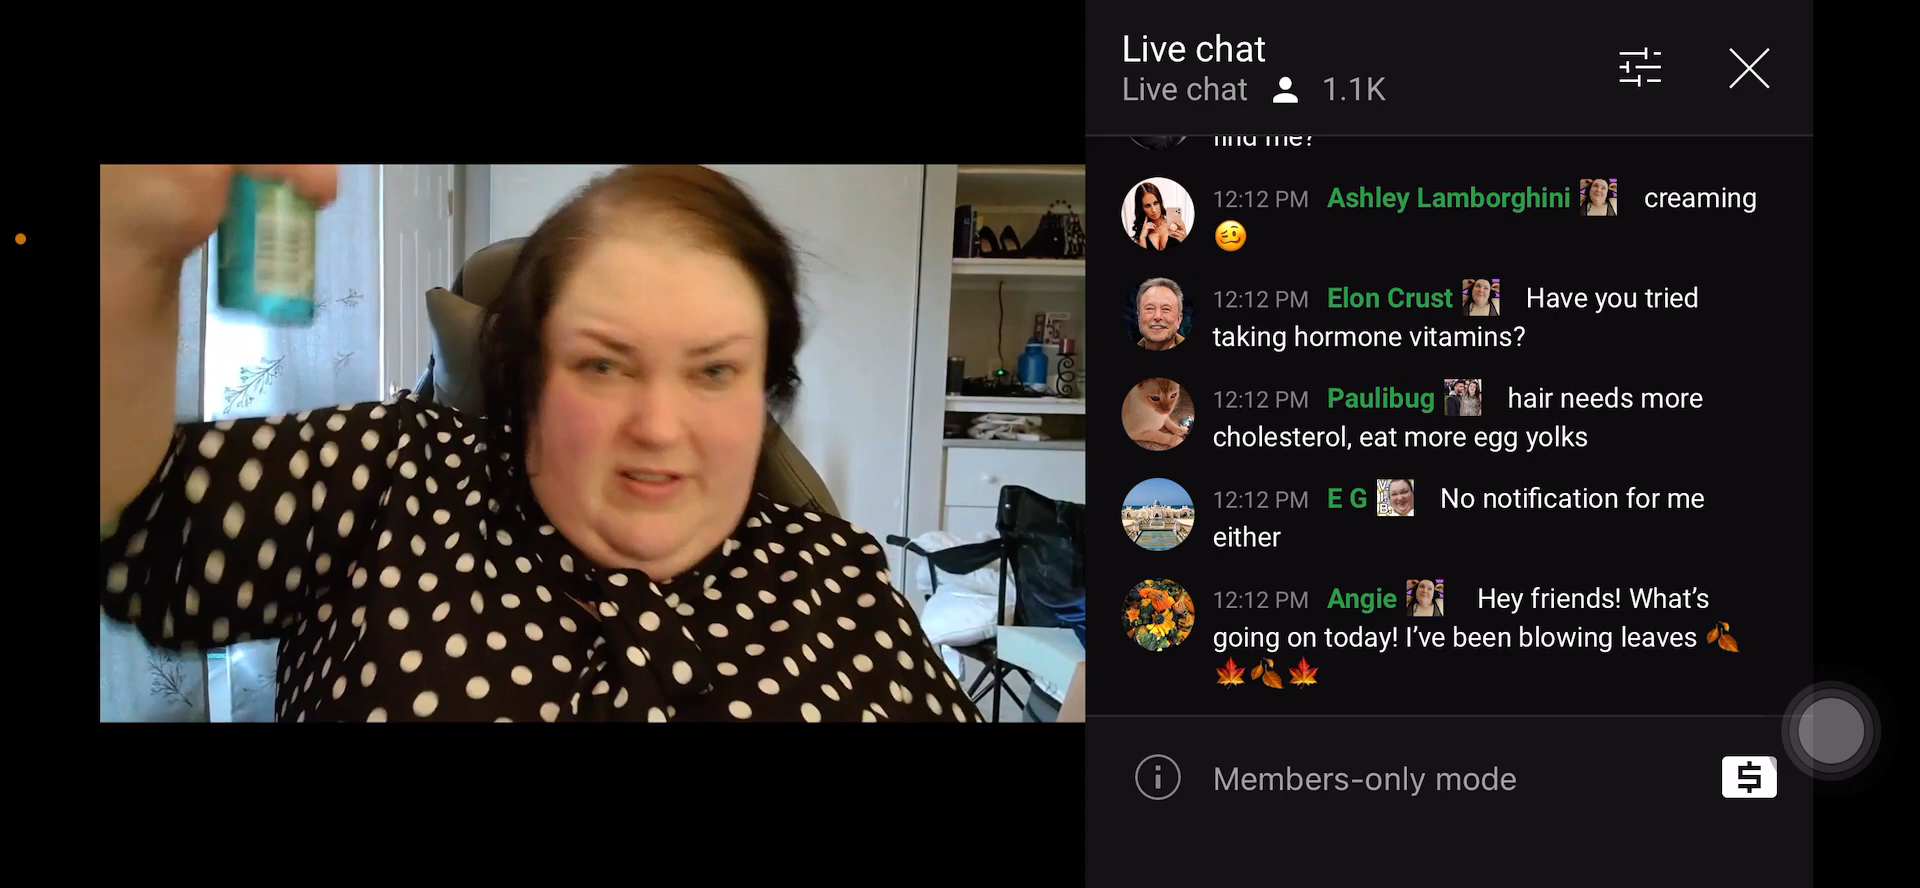 Live chat
Live chat 1.1K
find me?
12:12 PM Ashley Lamborghini creaming
🥴
12:12 PM Elon Crust Have you tried
taking hormone vitamins?
12:12 PM Paulibug hair needs more
cholesterol, eat more egg yolks
12:12 PM E G No notification for me
either
12:12 PM Angie Hey friends! What’s
going on today! I’ve been blowing leaves 🍂
🍁🍂🍁
Members-only mode